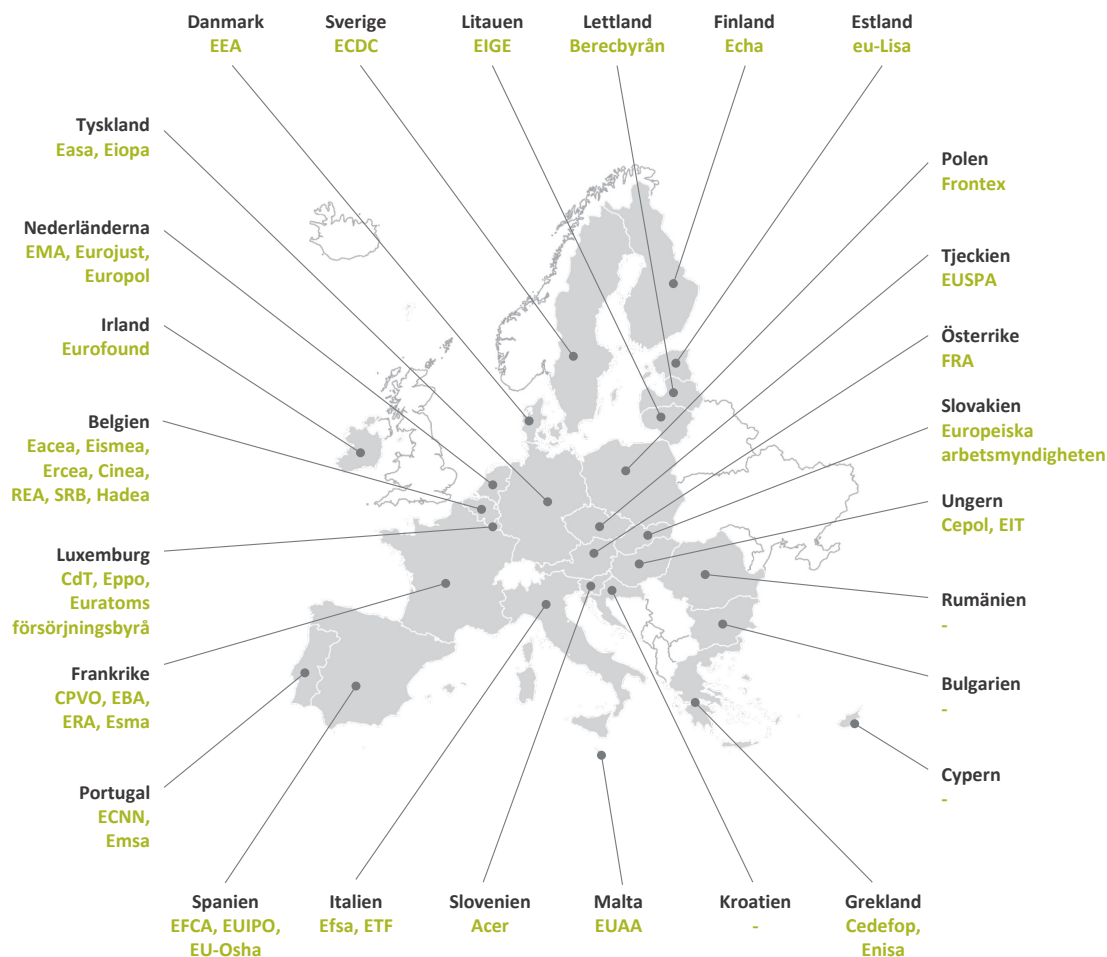 Danmark
EEA
Sverige
ECDC
Litauen
EIGE
Lettland
Berecbyrån
Finland
Echa
Estland
eu-Lisa
Tyskland
Easa, Eiopa
Nederländerna
EMA, Eurojust,
Europol
Irland
Eurofound
Belgien
Eacea, Eismea,
Ercea, Cinea,
REA, SRB, Hadea
Luxemburg
CdT, Eppo,
Euratoms
försörjningsbyrå
Frankrike
CPVO, EBA,
ERA, Esma
Portugal
ECNN,
Emsa
Polen
Frontex
Tjeckien
EUSPA
Österrike
FRA
Slovakien
Europeiska
arbetsmyndigheten
Ungern
Cepol, EIT
Rumänien
-
Bulgarien
-
Cypern
-
Spanien
EFCA, EUIPO,
EU-Osha
Italien
Efsa, ETF
Slovenien
Acer
Malta
EUAA
Kroatien
-
Grekland
Cedefop,
Enisa